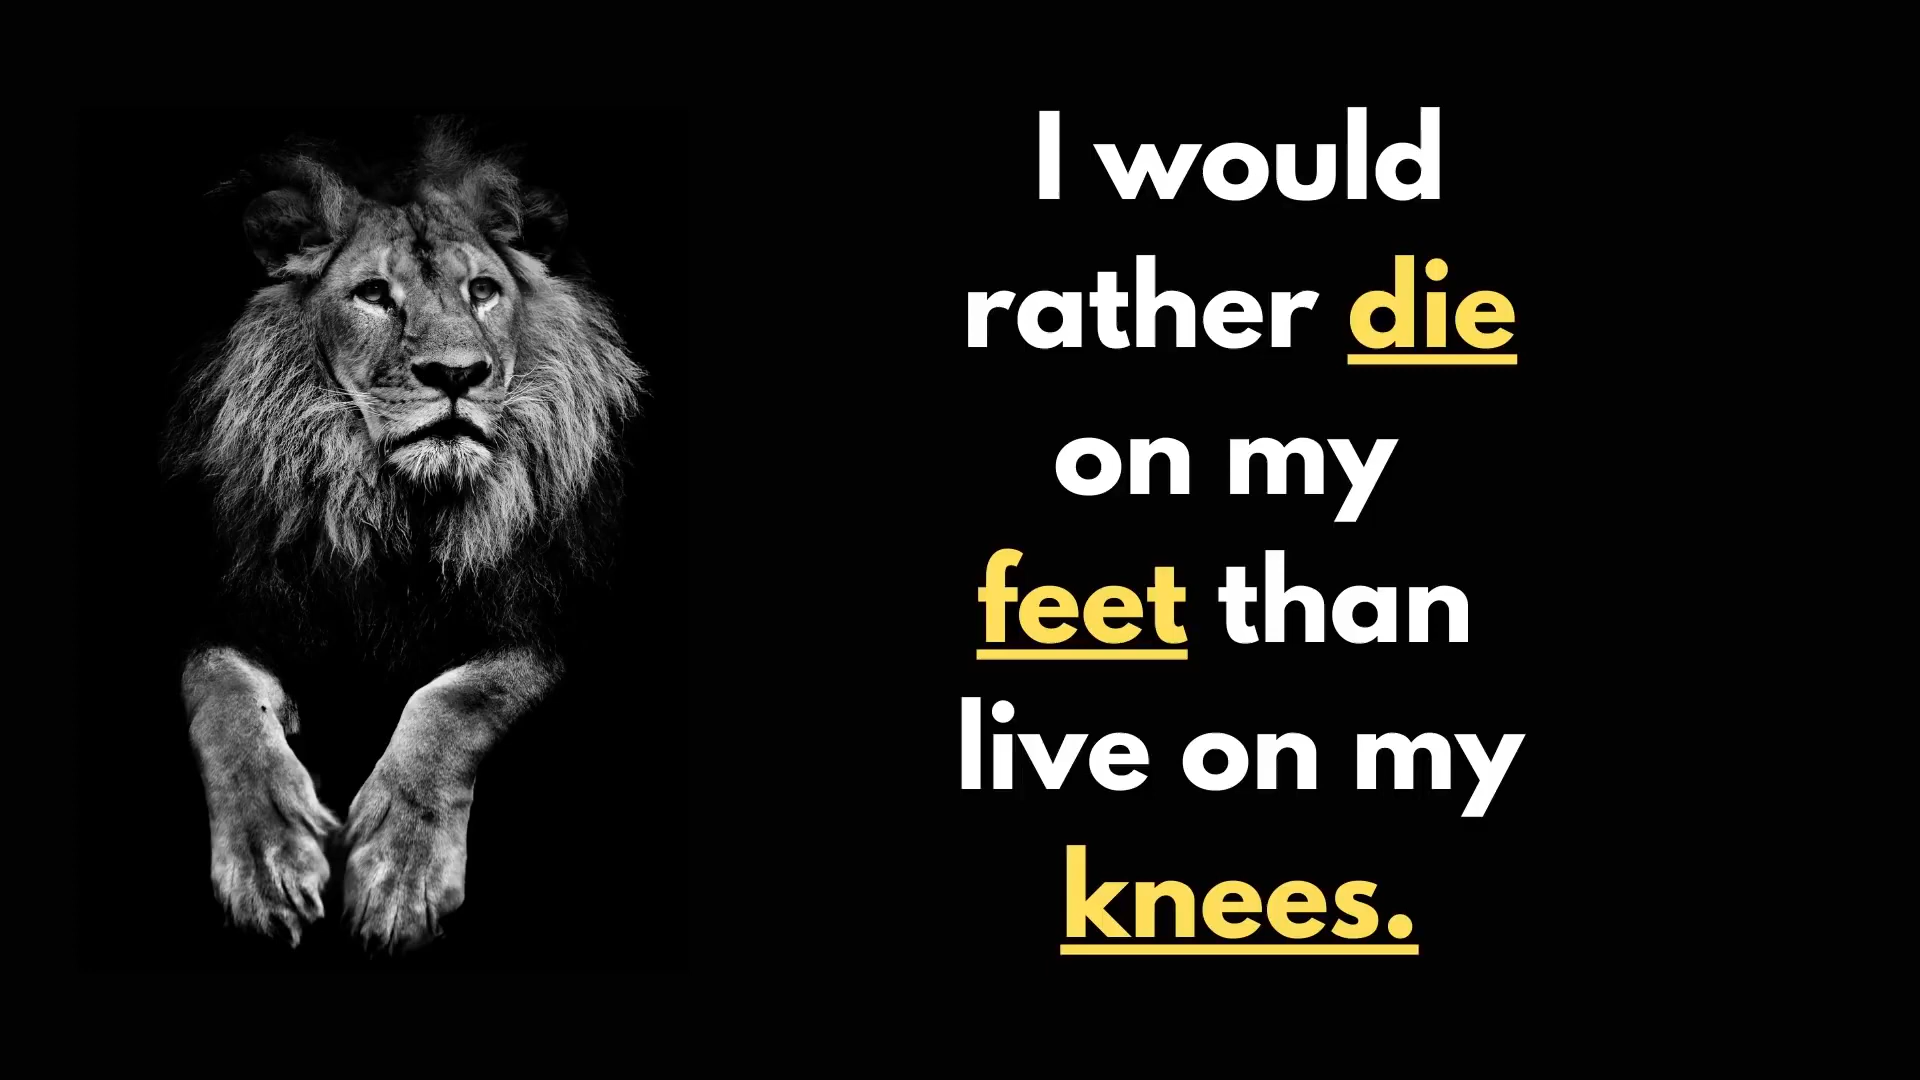 I would
rather die
on my
feet than
live on my
knees.